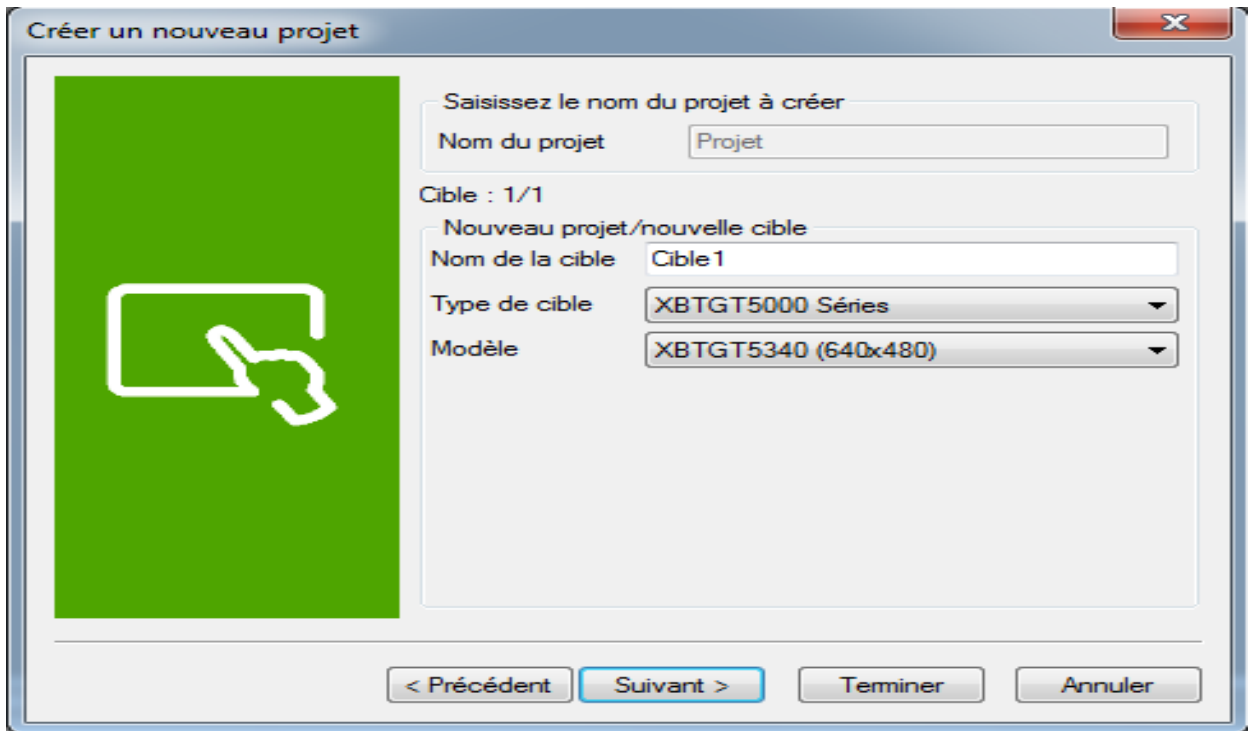 Créer un nouveau projet
Saisissez le nom du projet à créer
Nom du projet Projet
Cible : 1/1
Nouveau projet/nouvelle cible
Nom de la cible Cible1
Type de cible XBTGT5000 Séries
Modèle XBTGT5340 (640x480)
< Précédent Suivant > Terminer Annuler